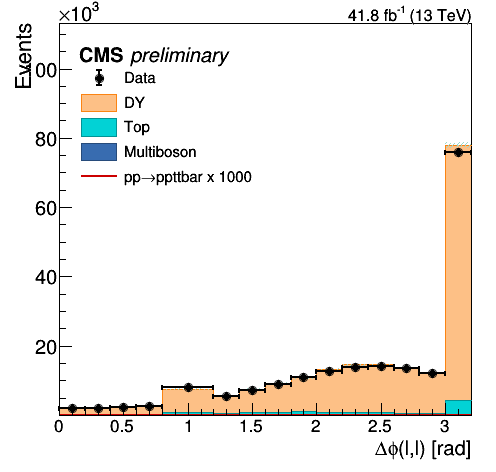 ×10³
41.8 fb⁻¹ (13 TeV)
Events
CMS preliminary
Data
DY
Top
Multiboson
pp→ppttbar x 1000
00
80
60
40
20
0 0.5 1 1.5 2 2.5 3
Δϕ(l,l) [rad]